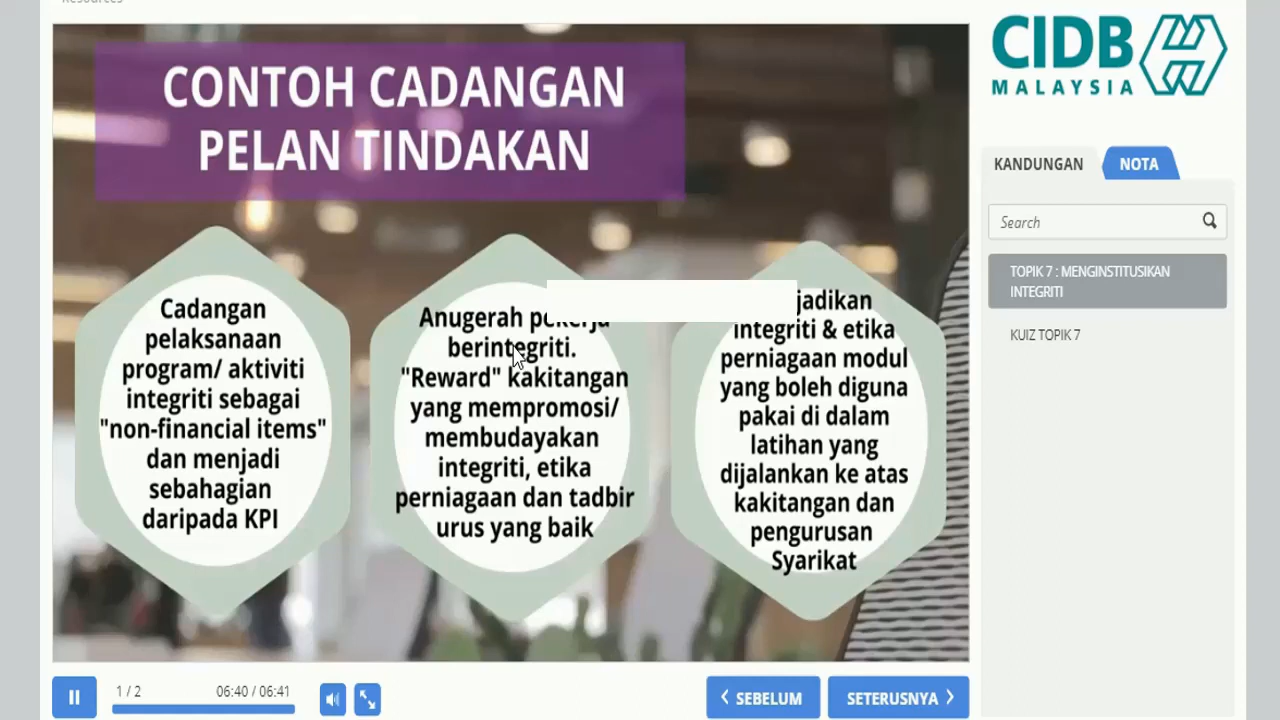 Resources
CONTOH CADANGAN
PELAN TINDAKAN
Cadangan
pelaksanaan
program/ aktiviti
integriti sebagai
"non-financial items"
dan menjadi
sebahagian
daripada KPI
Anugerah pekerja
berintegriti.
"Reward" kakitangan
yang mempromosi/
membudayakan
integriti, etika
perniagaan dan tadbir
urus yang baik
jadikan
integriti & etika
perniagaan modul
yang boleh diguna
pakai di dalam
latihan yang
dijalankan ke atas
kakitangan dan
pengurusan
Syarikat
CIDB
MALAYSIA
KANDUNGAN
NOTA
Search
TOPIK 7 : MENGINSTITUSIKAN
INTEGRITI
KUIZ TOPIK 7
1 / 2
06:40 / 06:41
SEBELUM
SETERUSNYA